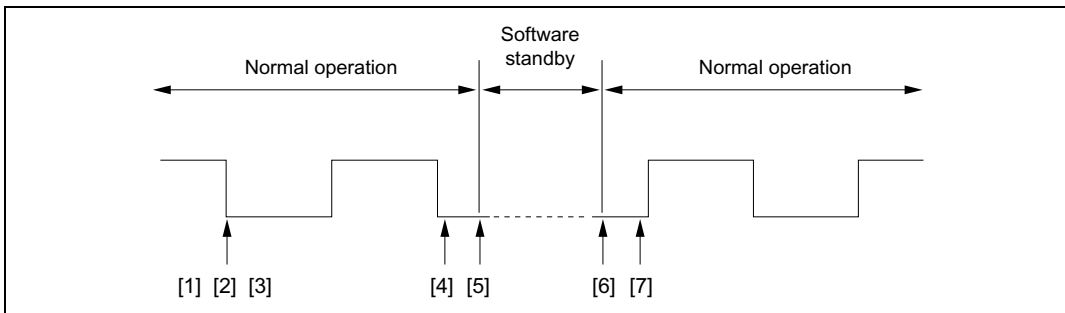 Software
standby
Normal operation
Normal operation
[1] [2] [3]
[4] [5]
[6] [7]